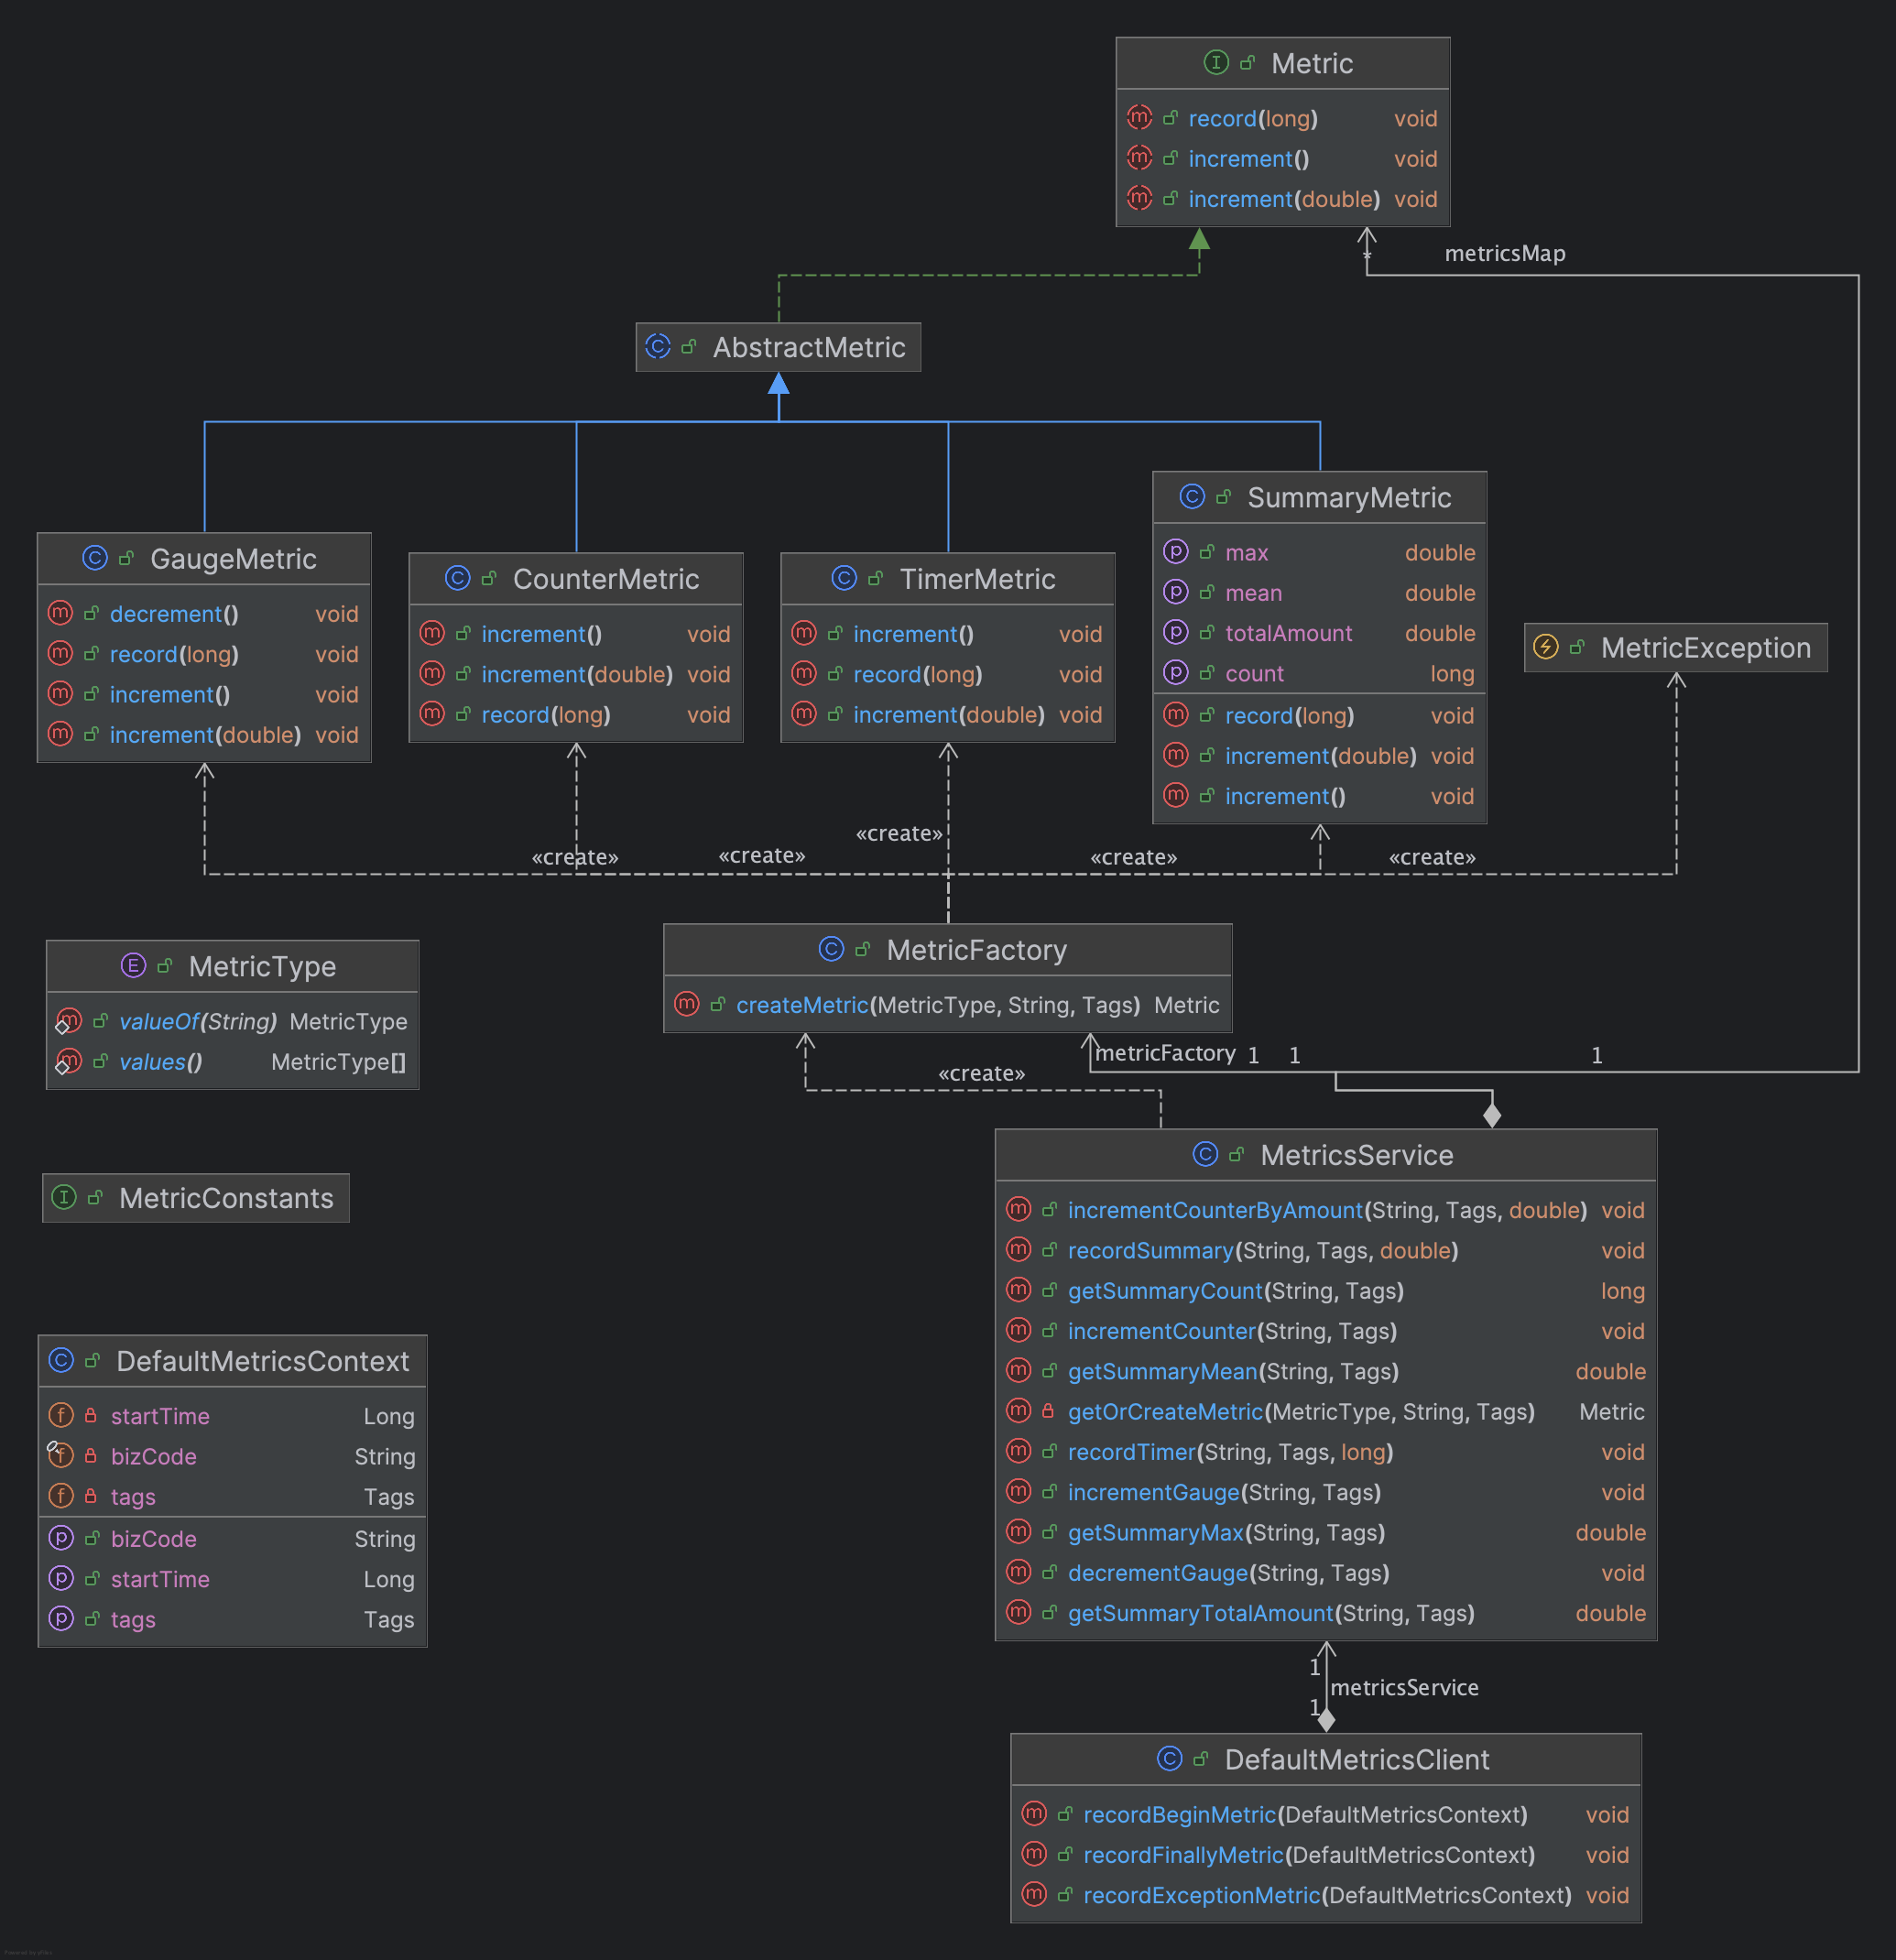 Metric
record(long) void
increment() void
increment(double) void
metricsMap
*
AbstractMetric
GaugeMetric
decrement() void
record(long) void
increment() void
increment(double) void
CounterMetric
increment() void
increment(double) void
record(long) void
TimerMetric
increment() void
record(long) void
increment(double) void
SummaryMetric
max double
mean double
totalAmount double
count long
record(long) void
increment(double) void
increment() void
MetricException
«create»
«create»
«create»
«create»
«create»
MetricType
valueOf(String) MetricType
values() MetricType[]
MetricFactory
createMetric(MetricType, String, Tags) Metric
metricFactory 1 1 1
«create»
MetricConstants
MetricsService
incrementCounterByAmount(String, Tags, double) void
recordSummary(String, Tags, double) void
getSummaryCount(String, Tags) long
incrementCounter(String, Tags) void
getSummaryMean(String, Tags) double
getOrCreateMetric(MetricType, String, Tags) Metric
recordTimer(String, Tags, long) void
incrementGauge(String, Tags) void
getSummaryMax(String, Tags) double
decrementGauge(String, Tags) void
getSummaryTotalAmount(String, Tags) double
DefaultMetricsContext
startTime Long
bizCode String
tags Tags
bizCode String
startTime Long
tags Tags
1
metricsService
1
DefaultMetricsClient
recordBeginMetric(DefaultMetricsContext) void
recordFinallyMetric(DefaultMetricsContext) void
recordExceptionMetric(DefaultMetricsContext) void